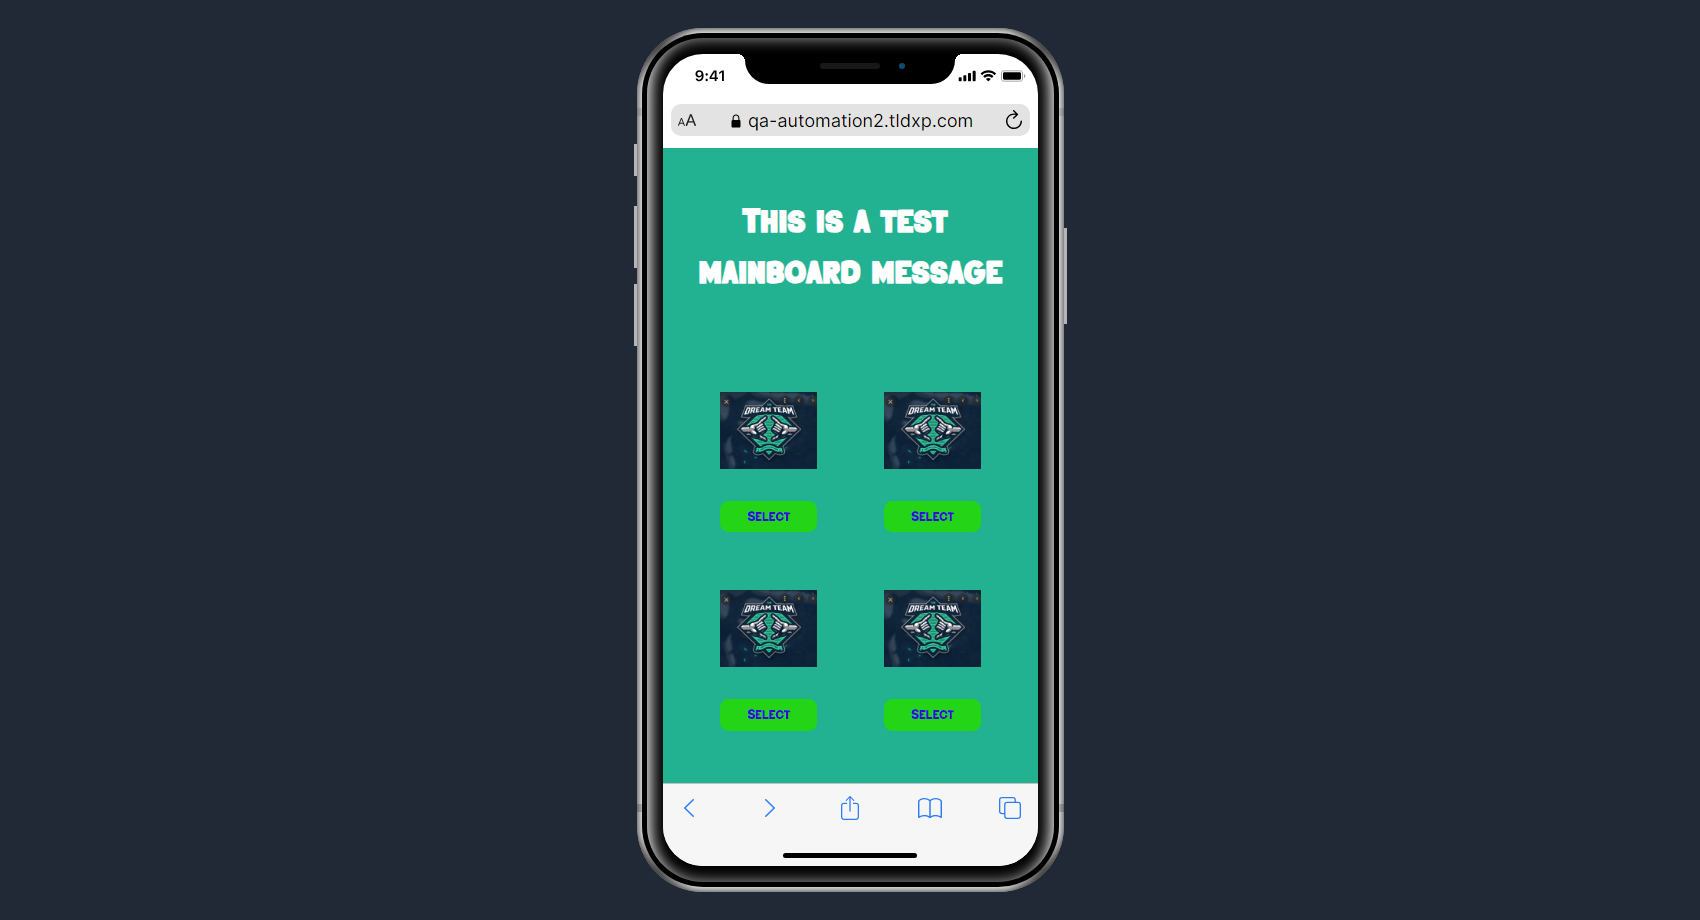 9:41
AA qa-automation2.tldxp.com
THIS IS A TEST
MAINBOARD MESSAGE
DREAM TEAM DREAM TEAM
SELECT SELECT
DREAM TEAM DREAM TEAM
SELECT SELECT